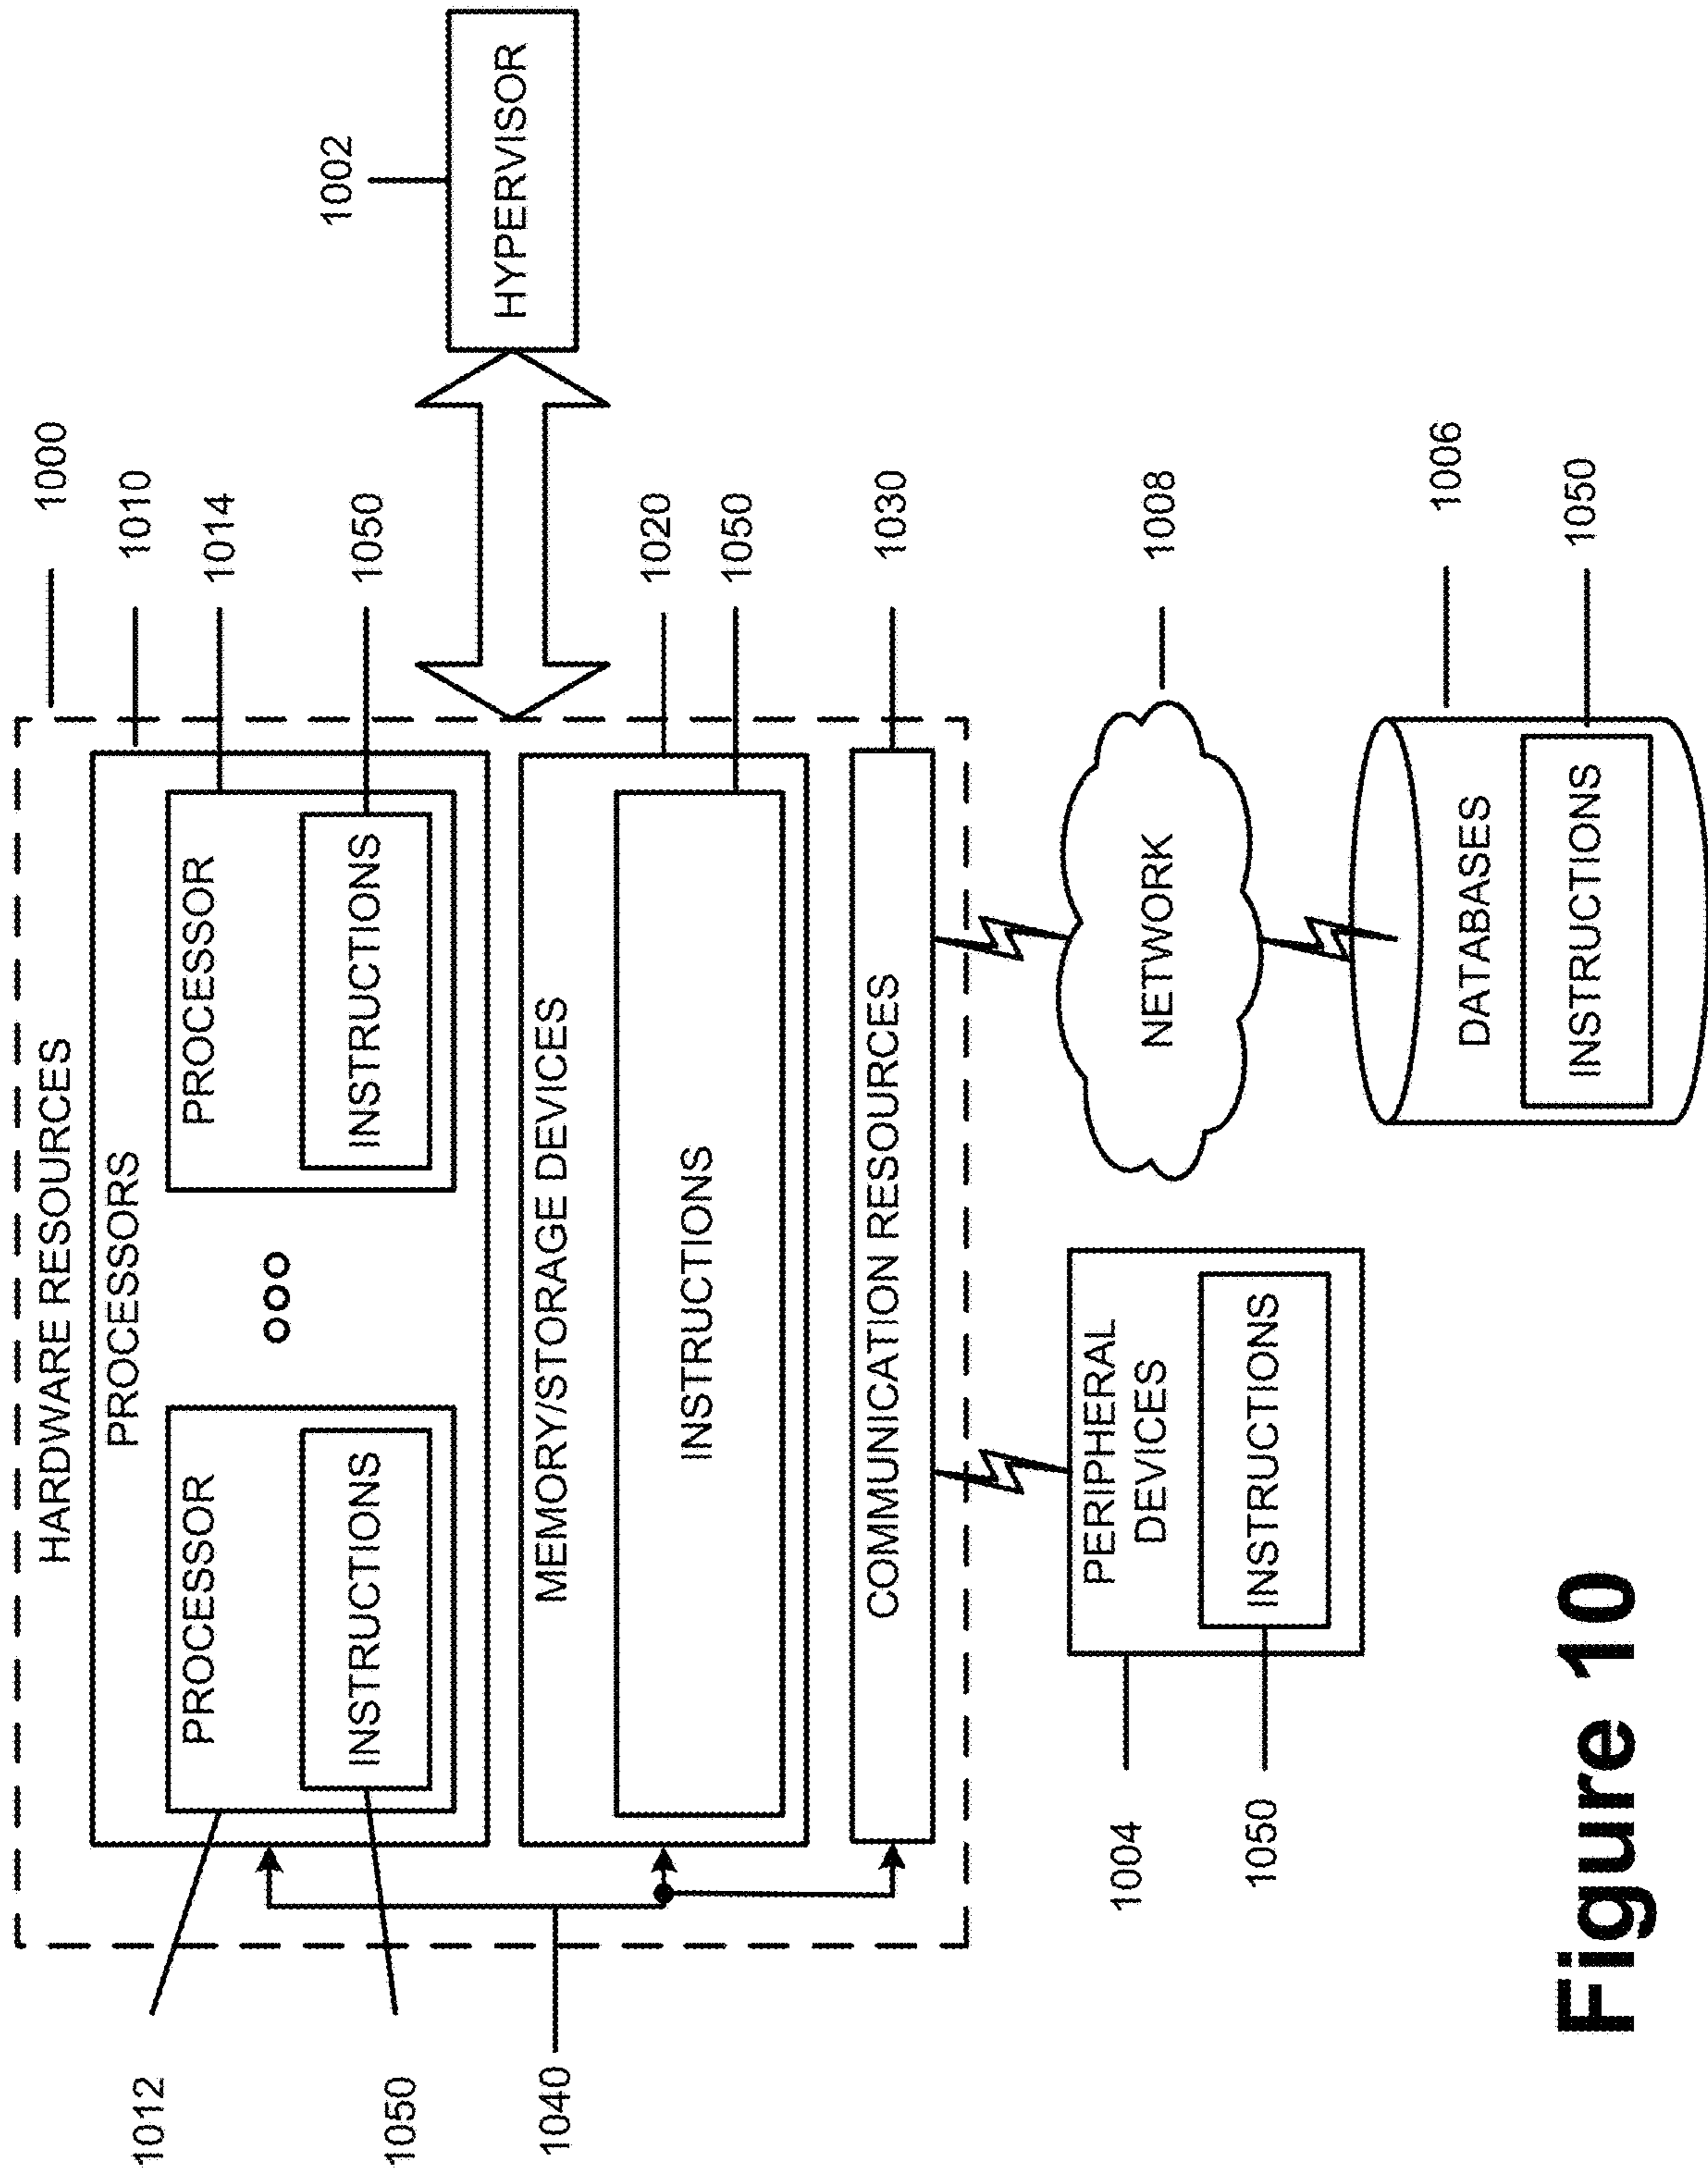 HARDWARE RESOURCES
1000
PROCESSORS
1010
PROCESSOR
1012
INSTRUCTIONS
1050
PROCESSOR
1014
INSTRUCTIONS
1050
HYPERVISOR
1002
MEMORY/STORAGE DEVICES
1020
INSTRUCTIONS
1050
1040
COMMUNICATION RESOURCES
1030
PERIPHERAL
DEVICES
1004
INSTRUCTIONS
1050
NETWORK
1008
DATABASES
1006
INSTRUCTIONS
1050
Figure 10